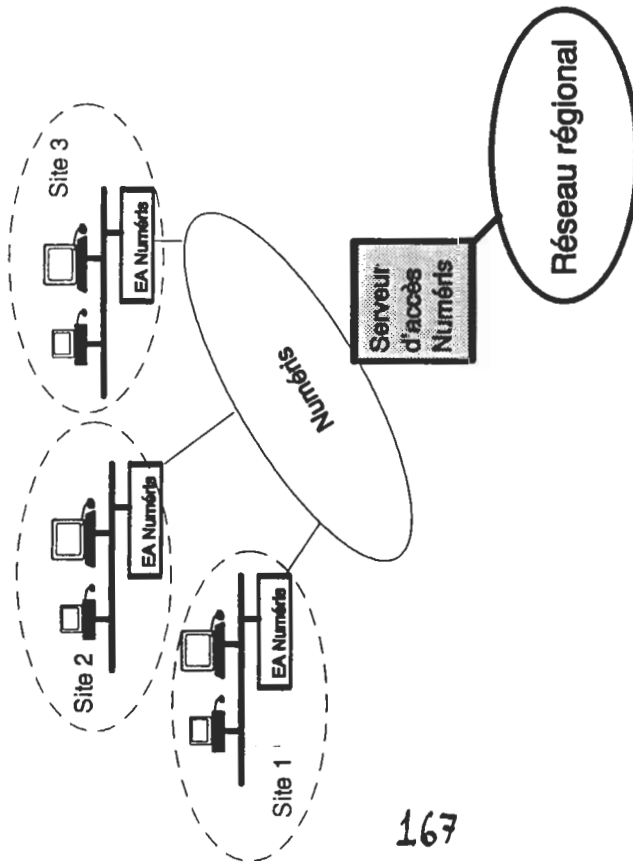 Site 3
EA Numéris
Site 2
EA Numéris
Site 1
EA Numéris
Numéris
Serveur
d'accès
Numéris
Réseau régional
167